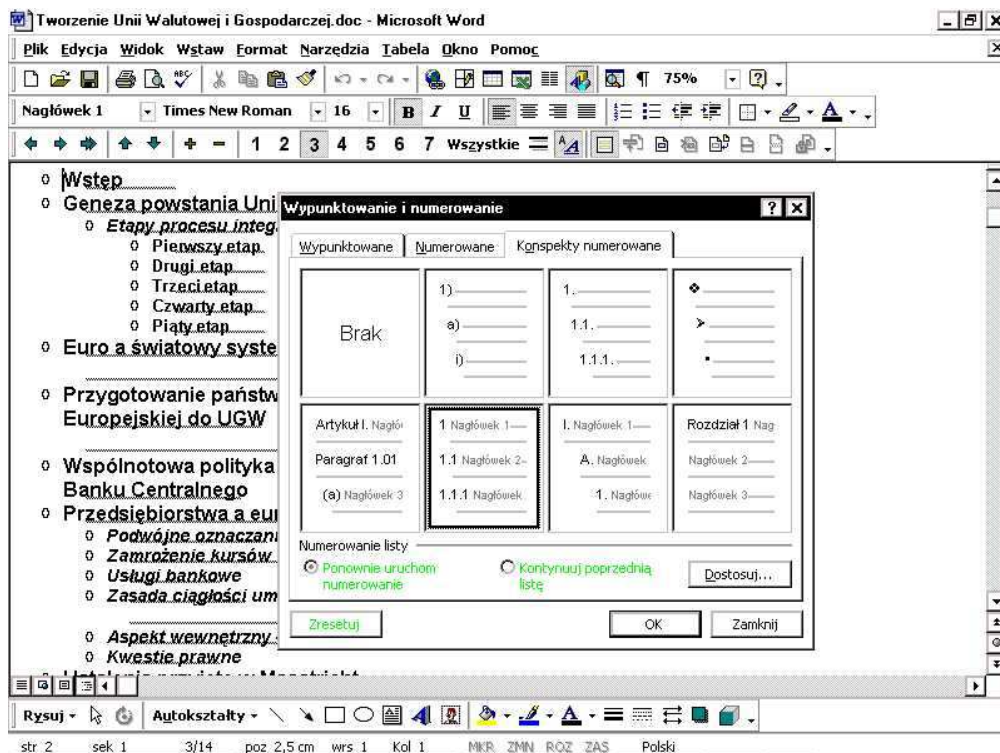 Tworzenie Unii Walutowej i Gospodarczej.doc - Microsoft Word
Plik Edycja Widok Wstaw Format Narzędzia Tabela Okno Pomoc
ABC ¶ 75%
Nagłówek 1 Times New Roman 16 B I U A
1 2 3 4 5 6 7 Wszystkie AA
Wstęp
Geneza powstania Uni
Etapy procesu integ
Pierwszy etap
Drugi etap
Trzeci etap
Czwarty etap
Piąty etap
Euro a światowy syste
Przygotowanie państw
Europejskiej do UGW
Wspólnotowa polityka
Banku Centralnego
Przedsiębiorstwa a eur
Podwójne oznaczani
Zamrożenie kursów
Usługi bankowe
Zasada ciągłości um
Aspekt wewnętrzny
Kwestie prawne
Wypunktowanie i numerowanie
Wypunktowane Numerowane Konspekty numerowane
Brak
1)
a)
i)
1.
1.1.
1.1.1.
Artykuł I. Nagłó
Paragraf 1.01
(a) Nagłówek 3
1 Nagłówek 1
1.1 Nagłówek 2
1.1.1 Nagłówek
I. Nagłówek 1
A. Nagłówek
1. Nagłów
Rozdział 1 Nag
Nagłówek 2
Nagłówek 3
Numerowanie listy
Ponownie uruchom
numerowanie
Kontynuuj poprzednią
listę
Dostosuj...
Zresetuj OK Zamknij
Rysuj Autokształty A A
str 2 sek 1 3/14 poz 2,5 cm wrs 1 Kol 1 MKR ZMN ROZ ZAS Polski